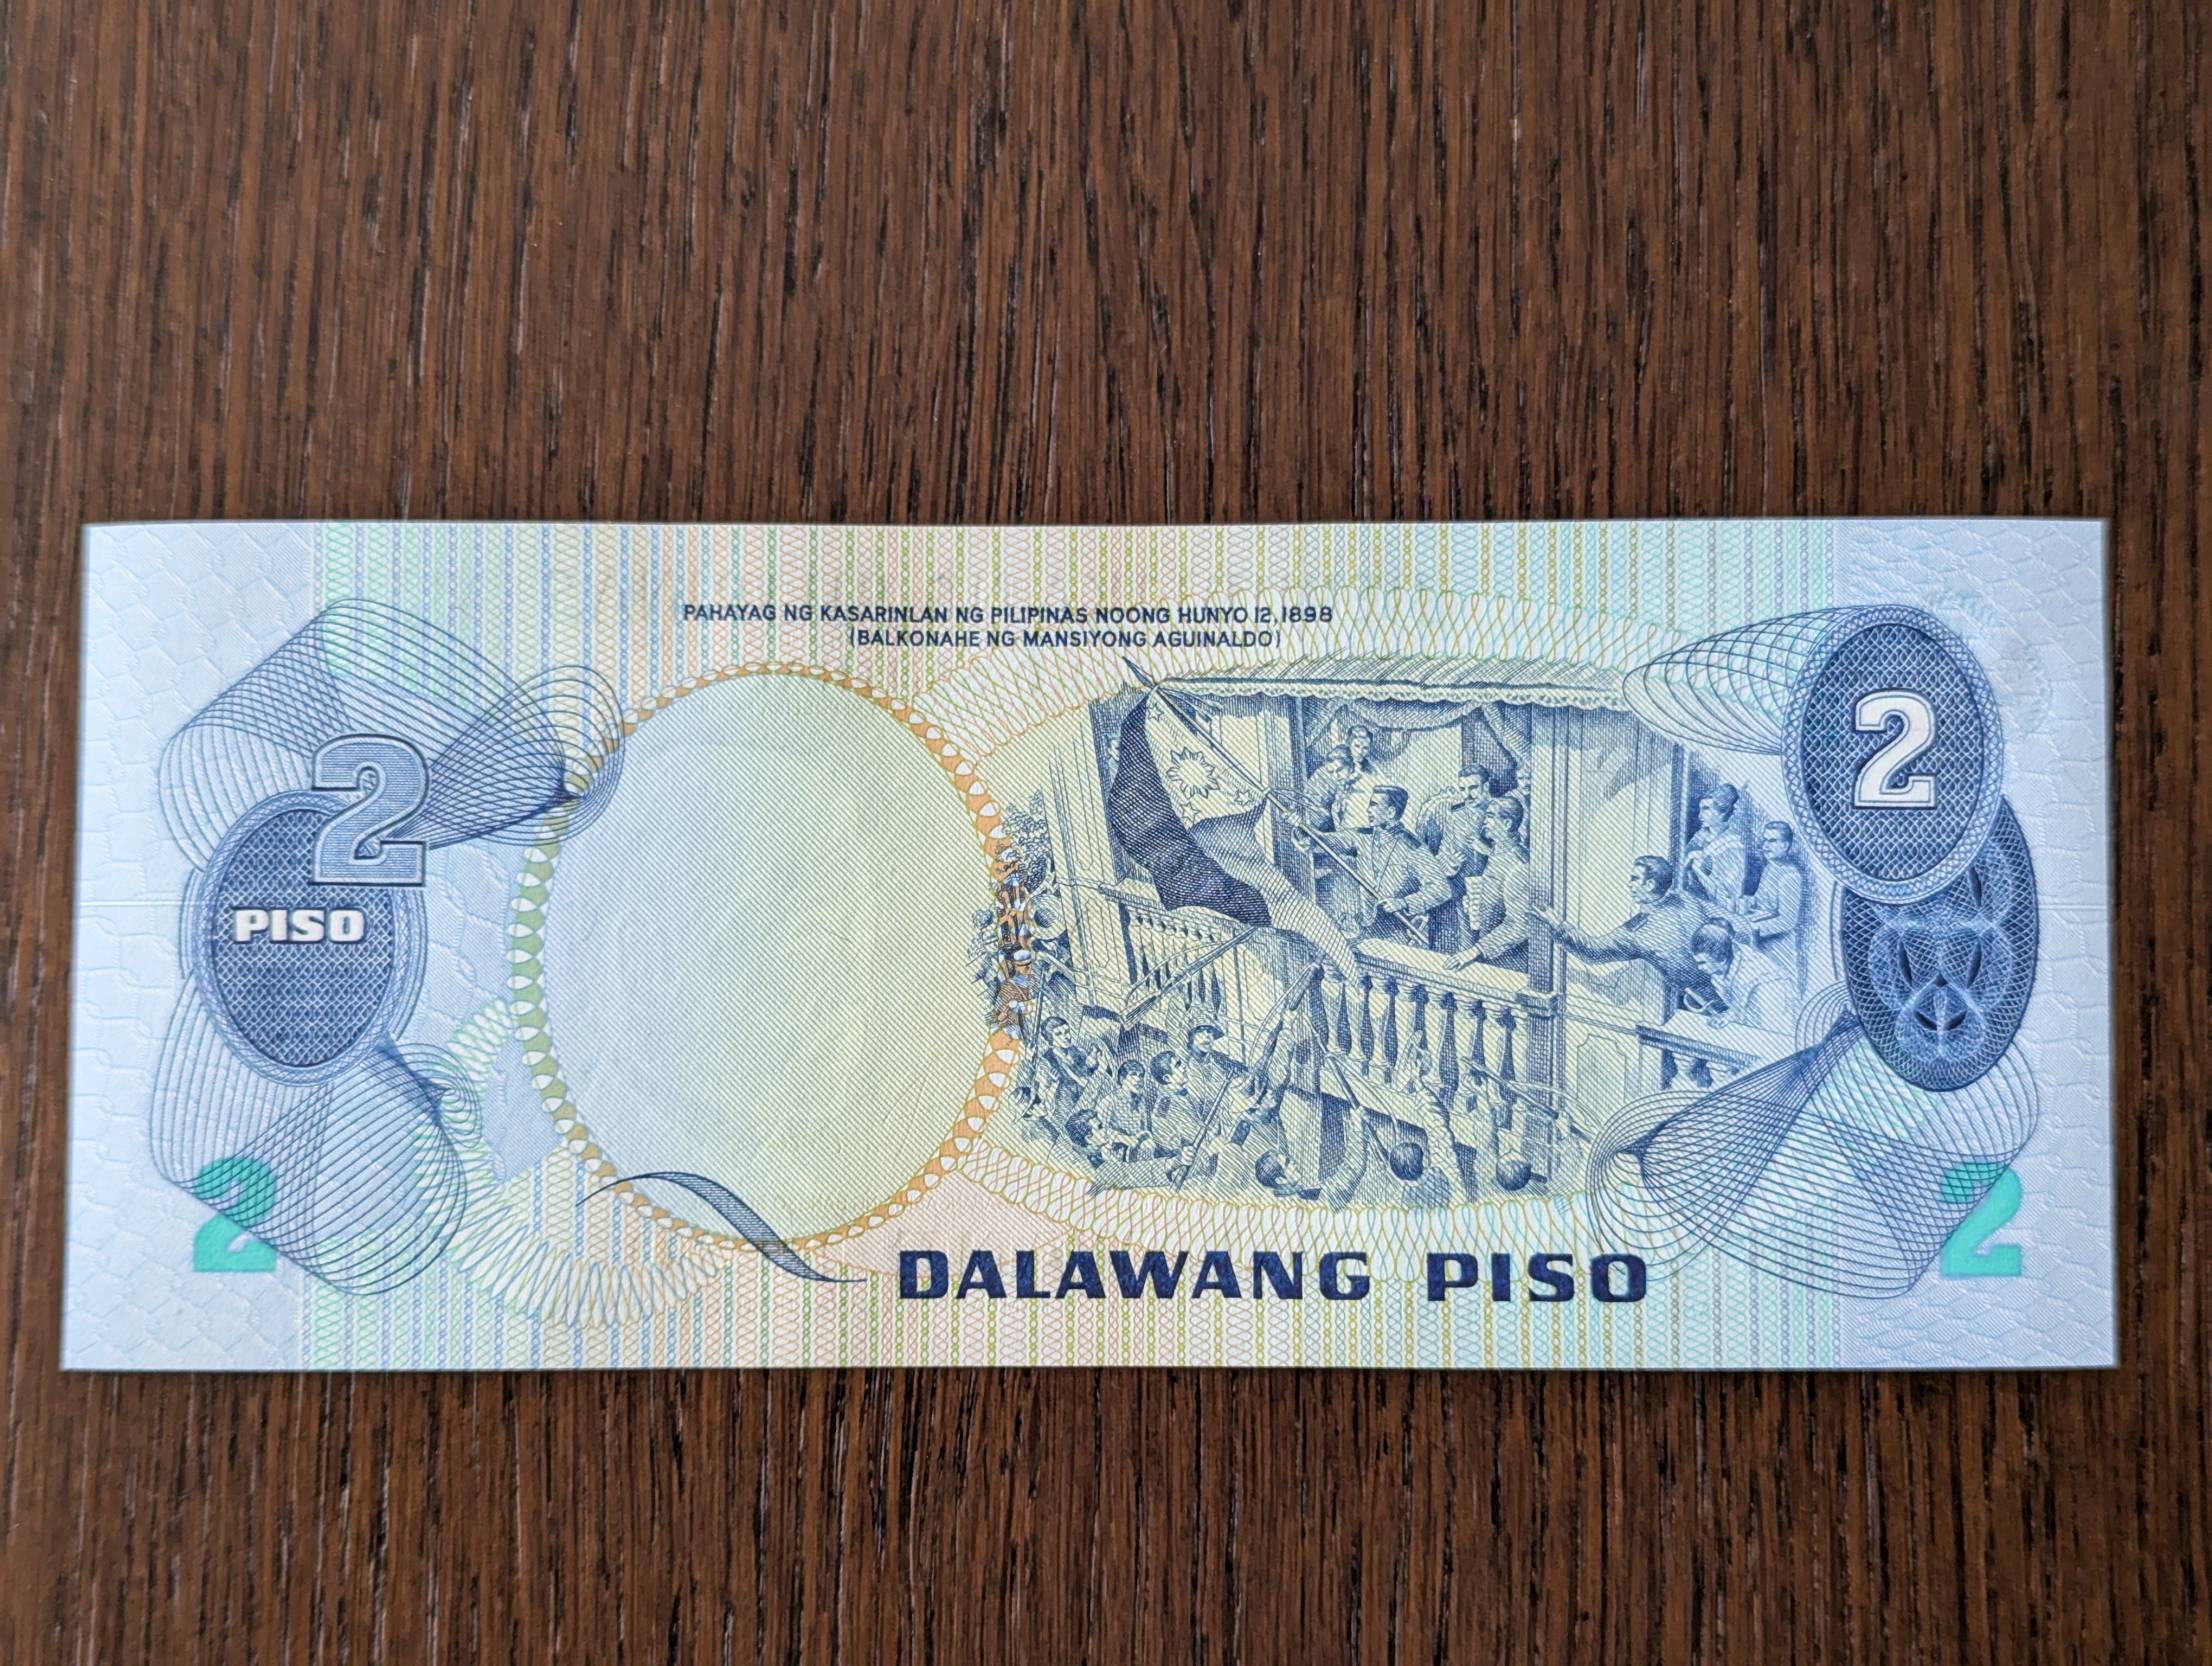 PAHAYAG NG KASARINLAN NG PILIPINAS NOONG HUNYO 12, 1898
(BALKONAHE NG MANSIYONG AGUINALDO)
2
2
PISO
2
2
DALAWANG PISO